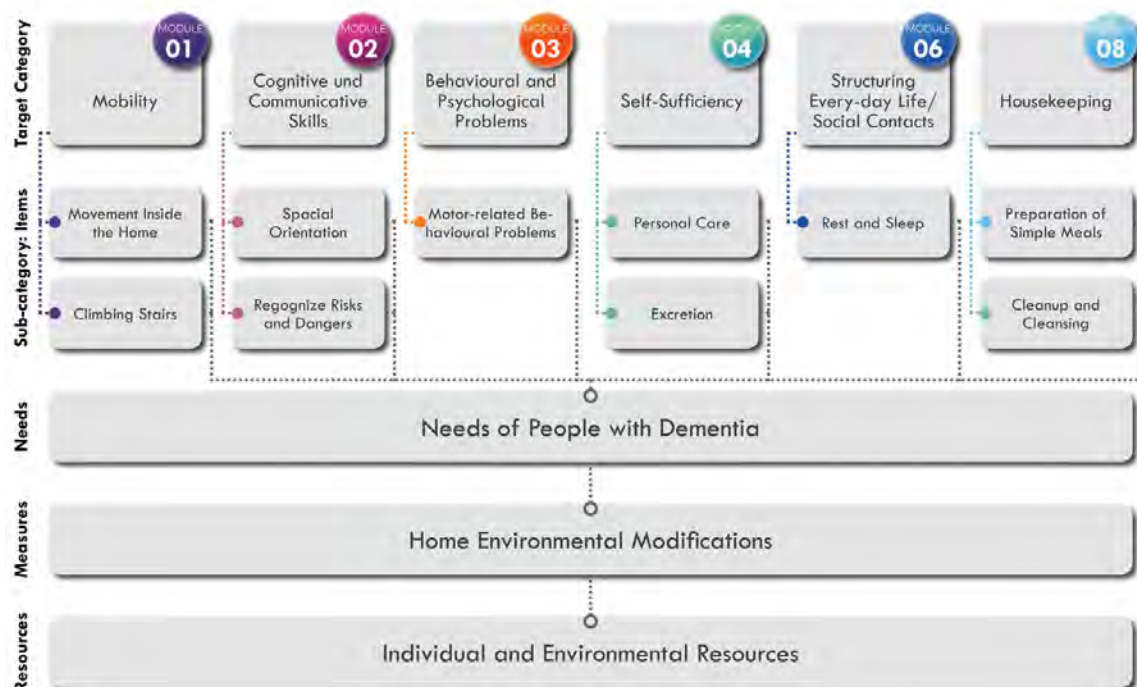 Target Category
MODULE
01
Mobility
MODULE
02
Cognitive und
Communicative
Skills
MODULE
03
Behavioural and
Psychological
Problems
04
Self-Sufficiency
MODULE
06
Structuring
Every-day Life/
Social Contacts
MODULE
08
Housekeeping
Sub-category: Items
Movement Inside
the Home
Spacial
Orientation
Motor-related Be-
havioural Problems
Personal Care
Rest and Sleep
Preparation of
Simple Meals
Climbing Stairs
Regognize Risks
and Dangers
Excretion
Cleanup and
Cleansing
Needs
Needs of People with Dementia
Measures
Home Environmental Modifications
Resources
Individual and Environmental Resources